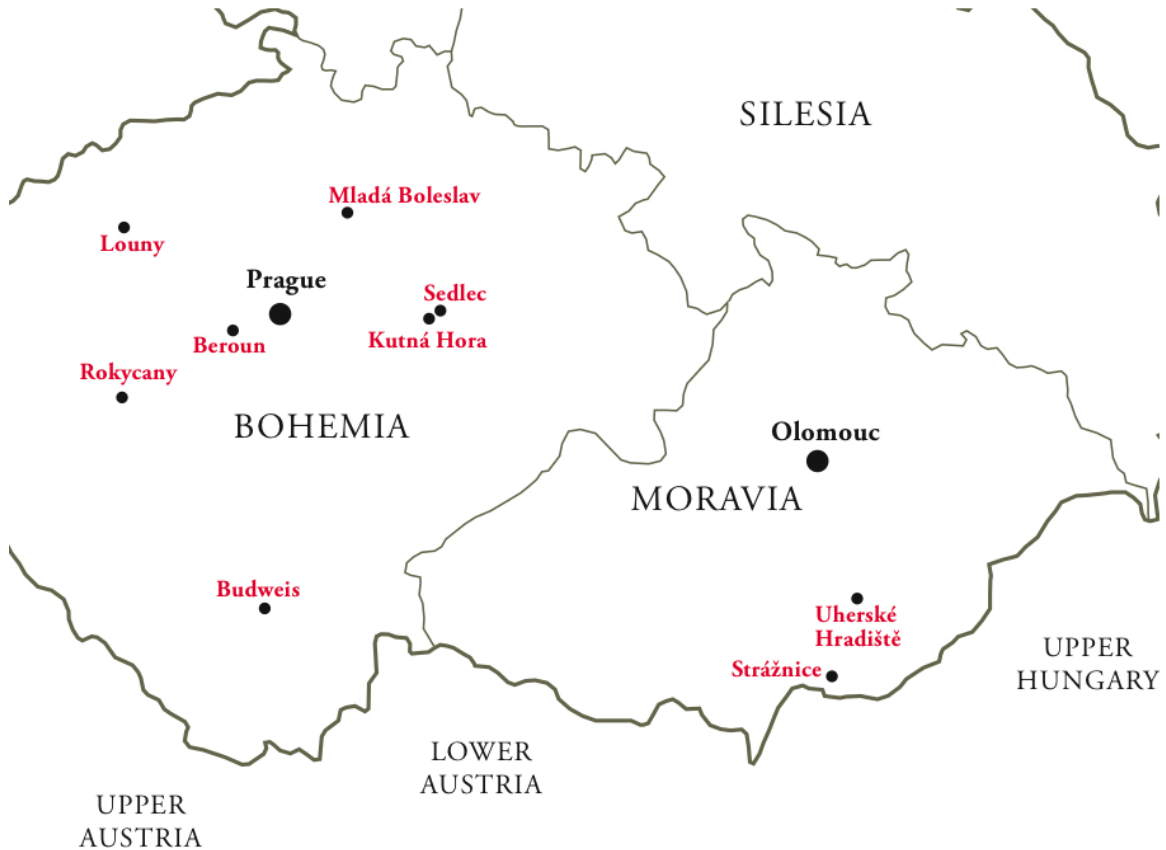 SILESIA
Mladá Boleslav
Louny
Prague
Sedlec
Beroun
Kutná Hora
Rokycany
BOHEMIA
Olomouc
MORAVIA
Budweis
Uherské
Hradiště
Strážnice
UPPER
HUNGARY
LOWER
AUSTRIA
UPPER
AUSTRIA